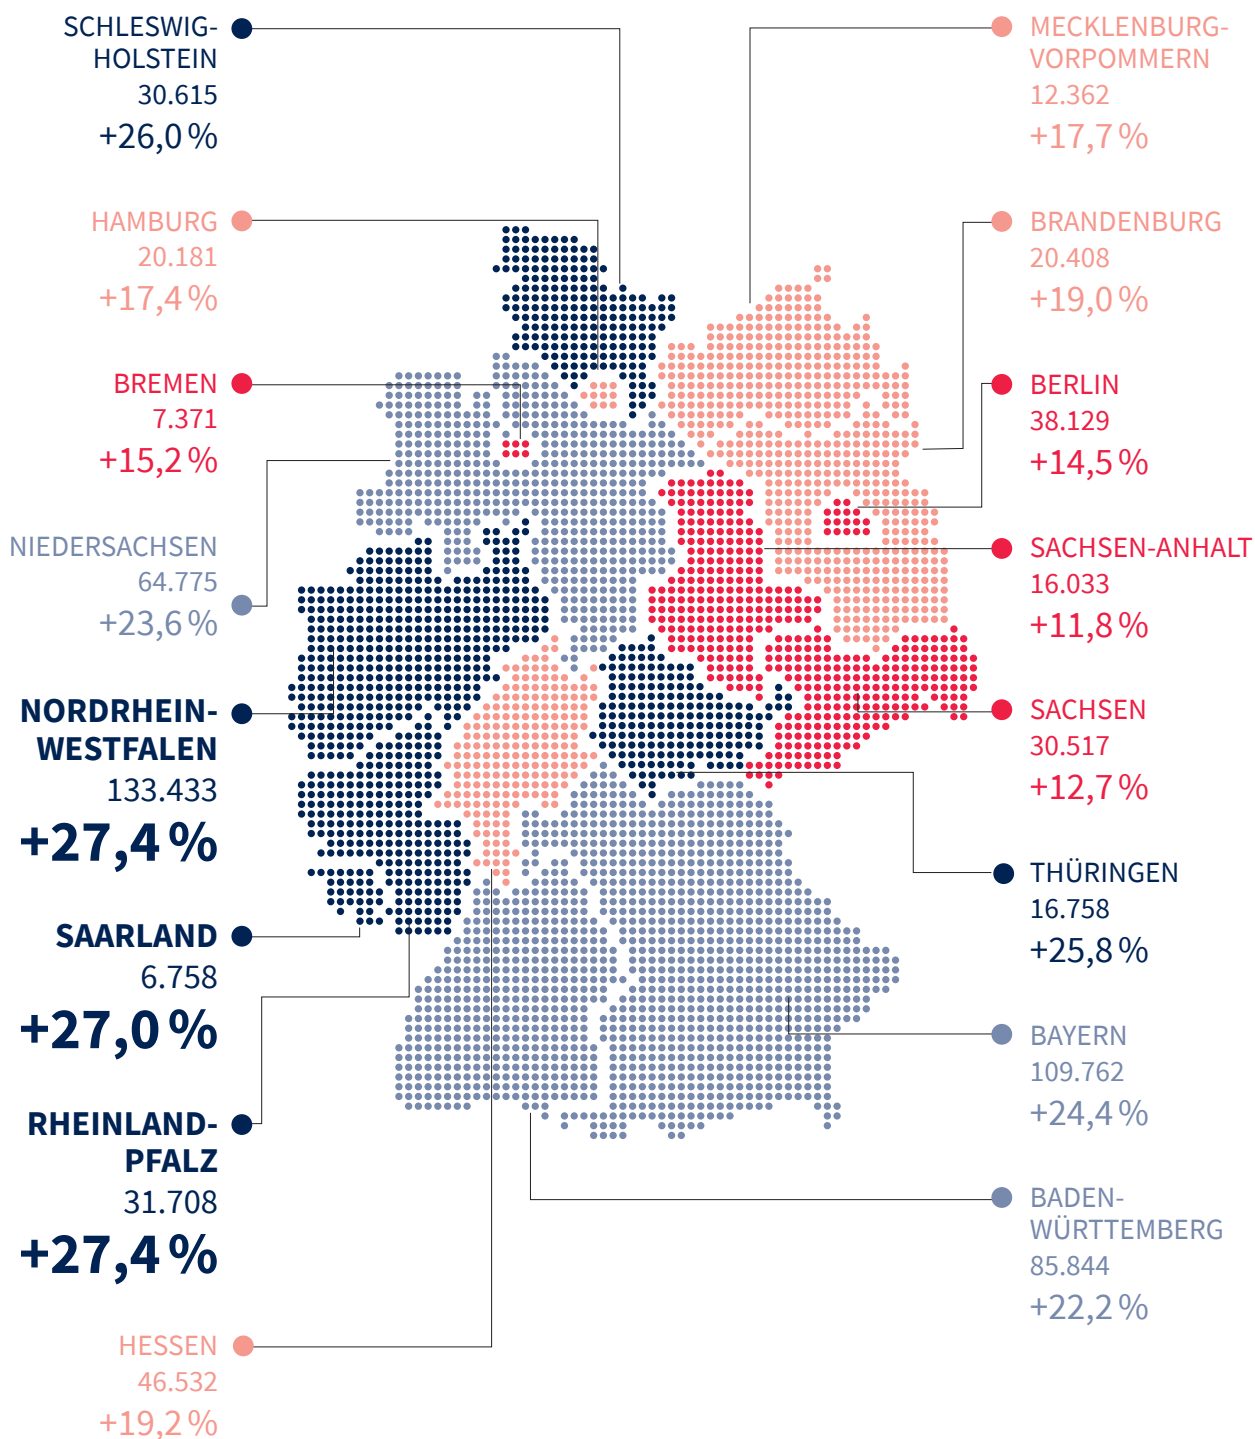 SCHLESWIG-
HOLSTEIN
30.615
+26,0 %
HAMBURG
20.181
+17,4 %
BREMEN
7.371
+15,2 %
NIEDERSACHSEN
64.775
+23,6 %
NORDRHEIN-
WESTFALEN
133.433
+27,4 %
SAARLAND
6.758
+27,0 %
RHEINLAND-
PFALZ
31.708
+27,4 %
HESSEN
46.532
+19,2 %
MECKLENBURG-
VORPOMMERN
12.362
+17,7 %
BRANDENBURG
20.408
+19,0 %
BERLIN
38.129
+14,5 %
SACHSEN-ANHALT
16.033
+11,8 %
SACHSEN
30.517
+12,7 %
THÜRINGEN
16.758
+25,8 %
BAYERN
109.762
+24,4 %
BADEN-
WÜRTTEMBERG
85.844
+22,2 %